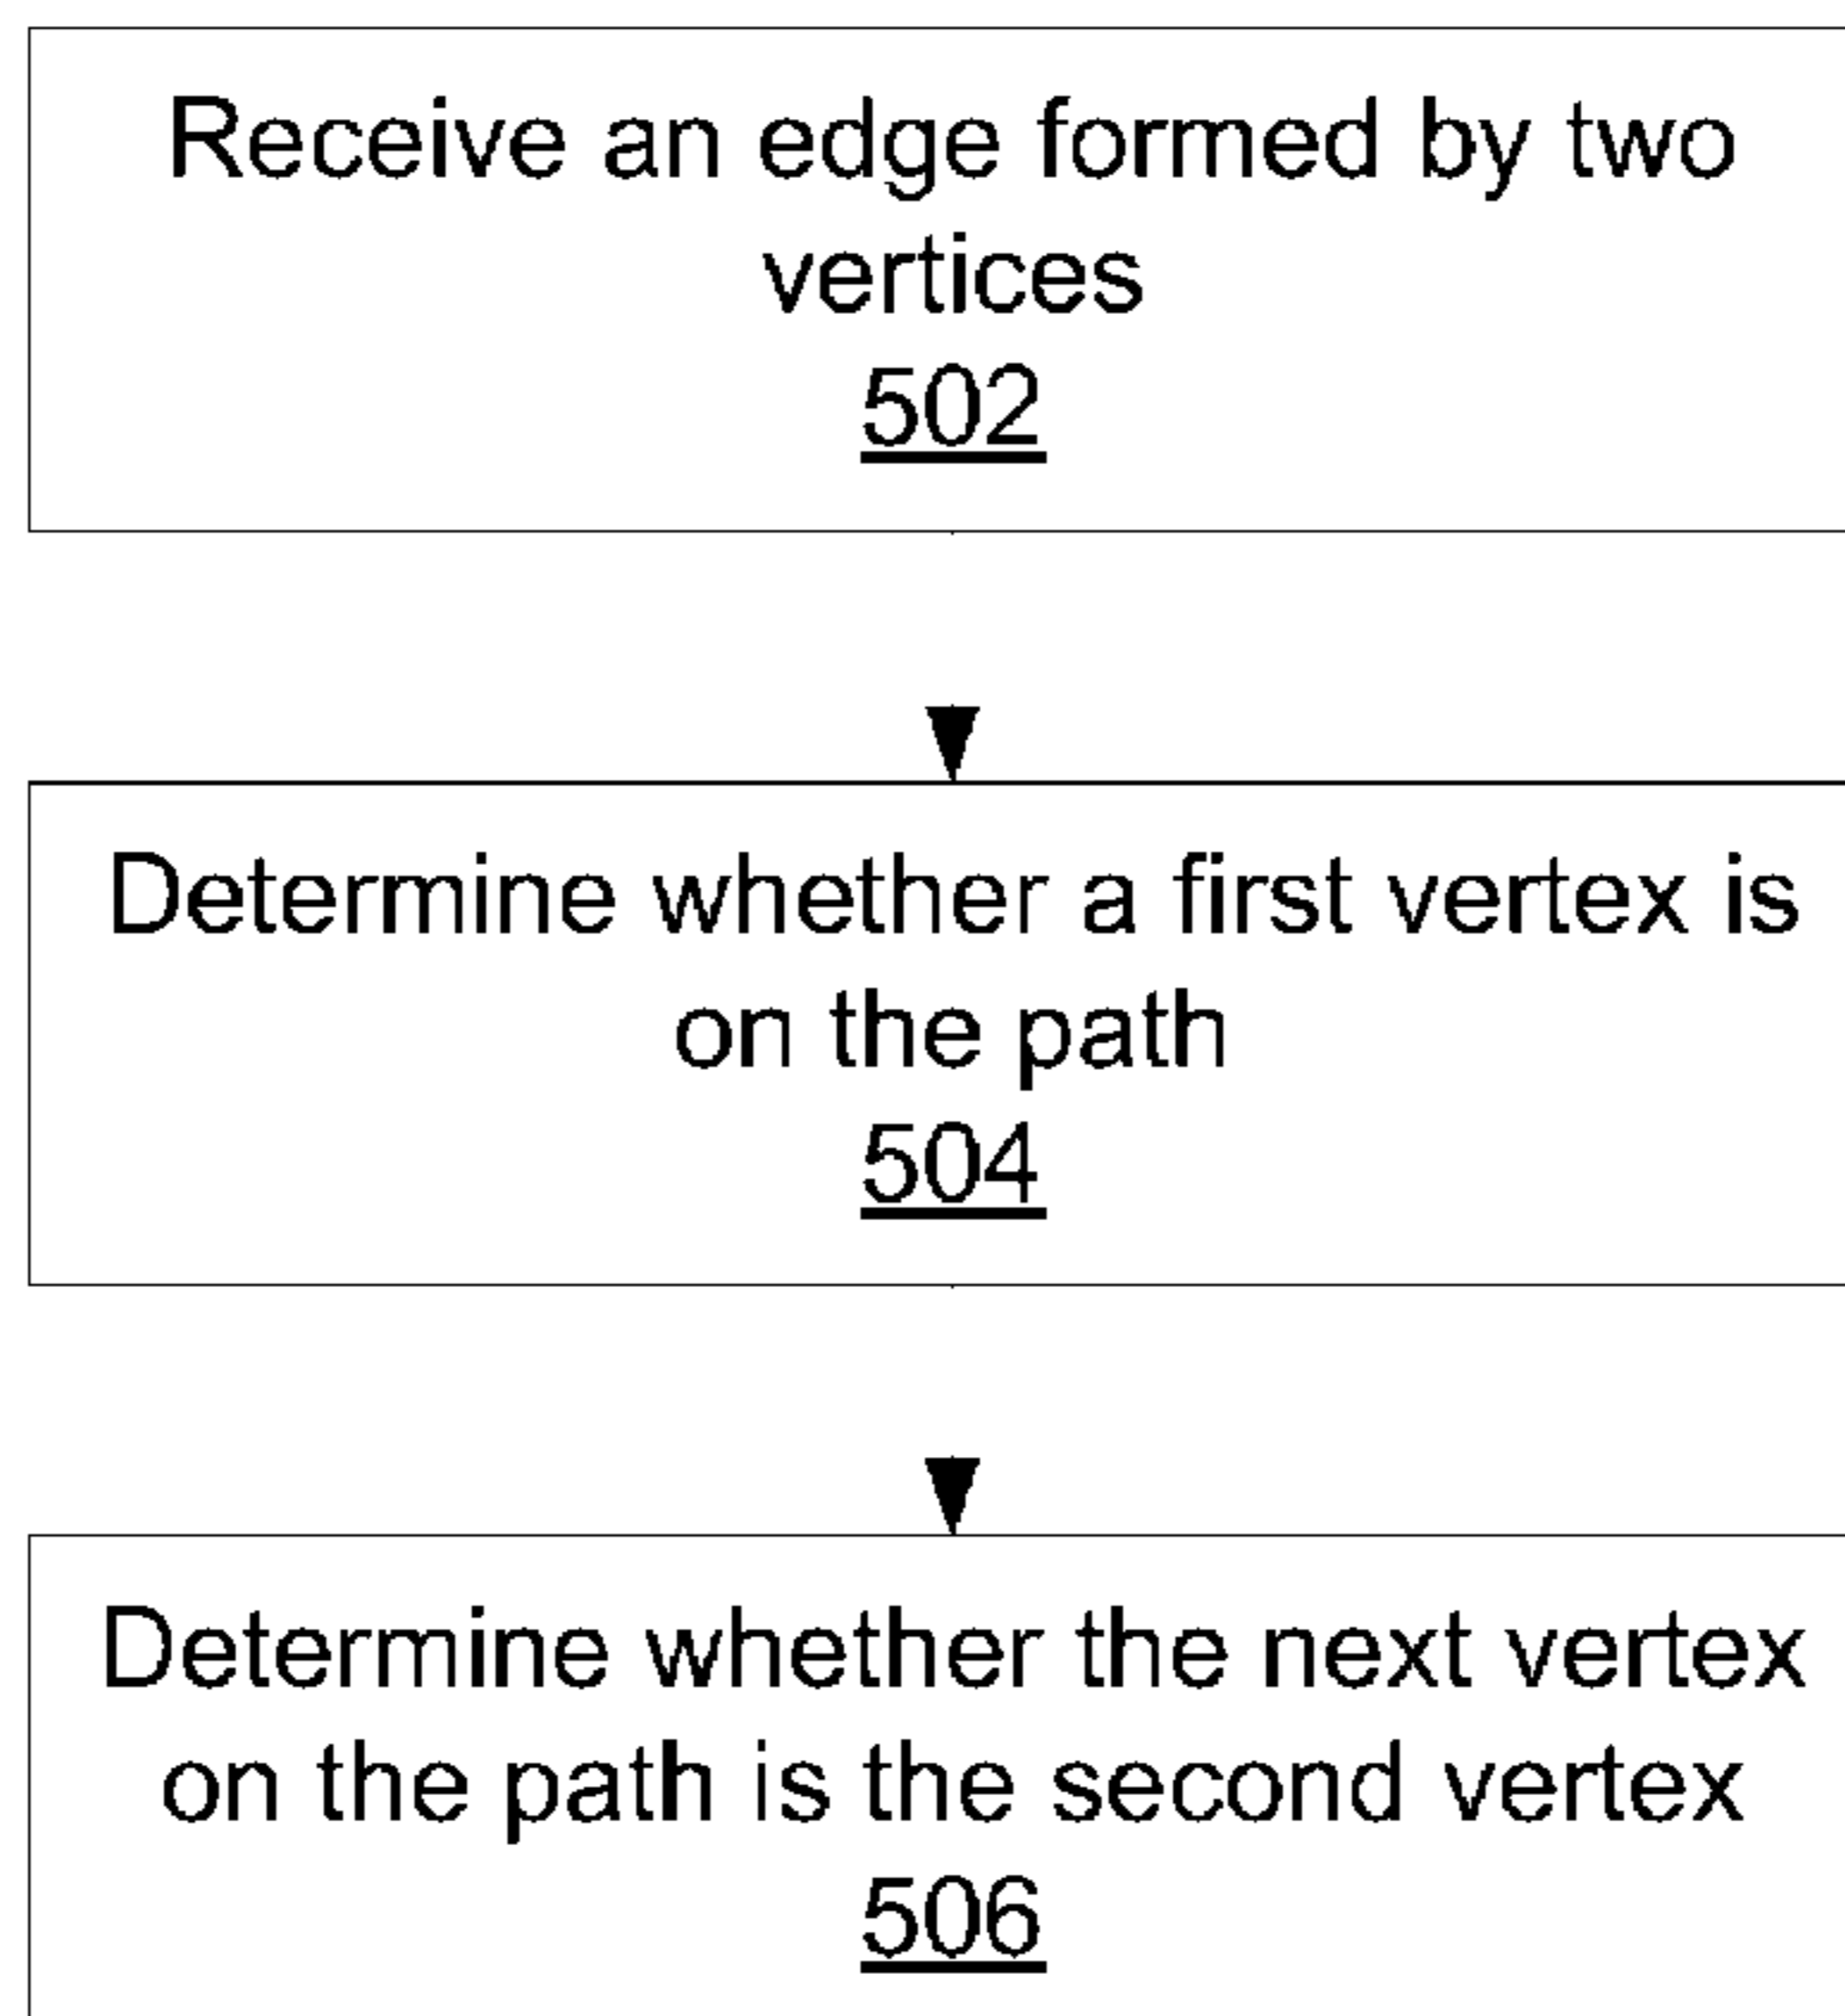 Receive an edge formed by two
vertices
502
Determine whether a first vertex is
on the path
504
Determine whether the next vertex
on the path is the second vertex
506